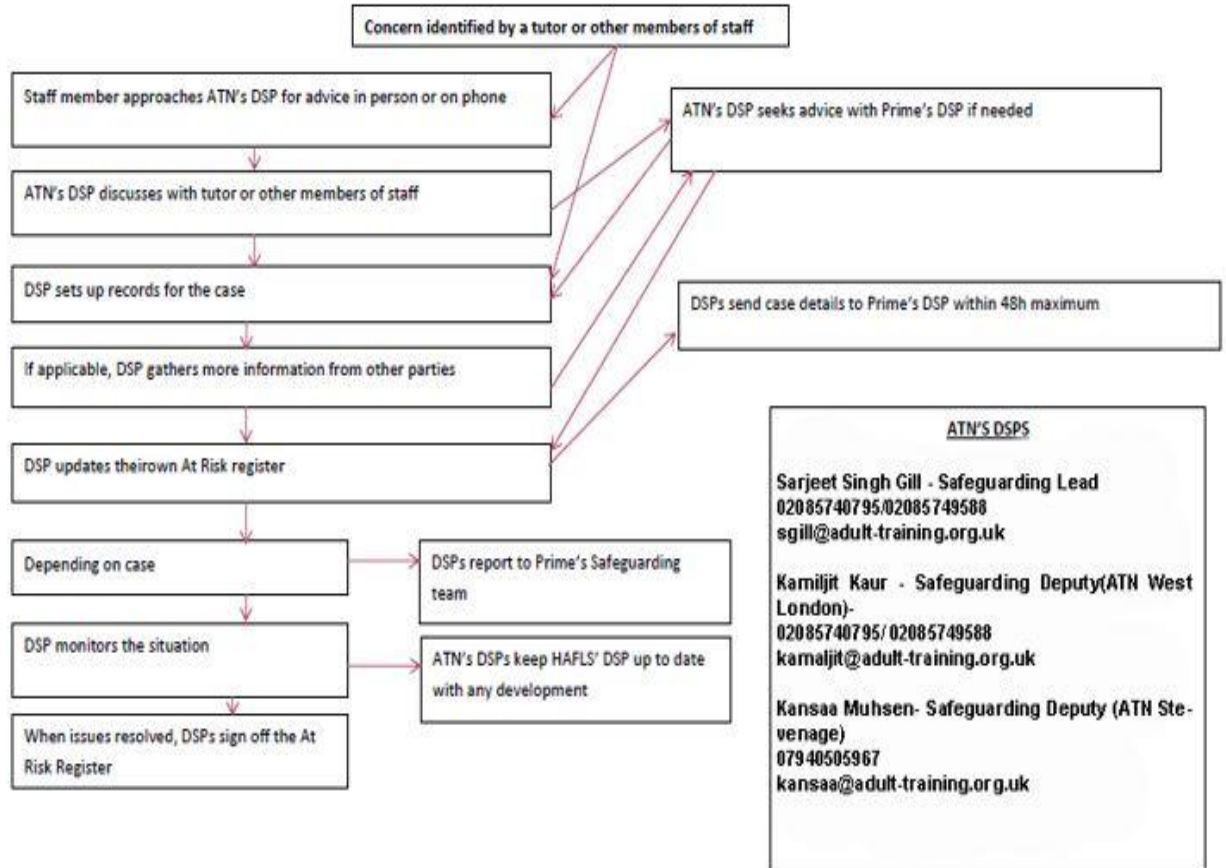 Concern identified by a tutor or other members of staff
Staff member approaches ATN's DSP for advice in person or on phone
ATN's DSP seeks advice with Prime's DSP if needed
ATN's DSP discusses with tutor or other members of staff
DSP sets up records for the case
DSPs send case details to Prime's DSP within 48h maximum
If applicable, DSP gathers more information from other parties
DSP updates theirown At Risk register
Depending on case
DSPs report to Prime's Safeguarding
team
DSP monitors the situation
ATN's DSPs keep HAFLS' DSP up to date
with any development
When issues resolved, DSPs sign off the At
Risk Register
ATN'S DSPS
Sarjeet Singh Gill - Safeguarding Lead
02085740795/02085749588
sgill@adult-training.org.uk
Kamiljit Kaur - Safeguarding Deputy(ATN West
London)-
02085740795/ 02085749588
kamaljit@adult-training.org.uk
Kansaa Muhsen- Safeguarding Deputy (ATN Ste-
venage)
07940505967
kansaa@adult-training.org.uk